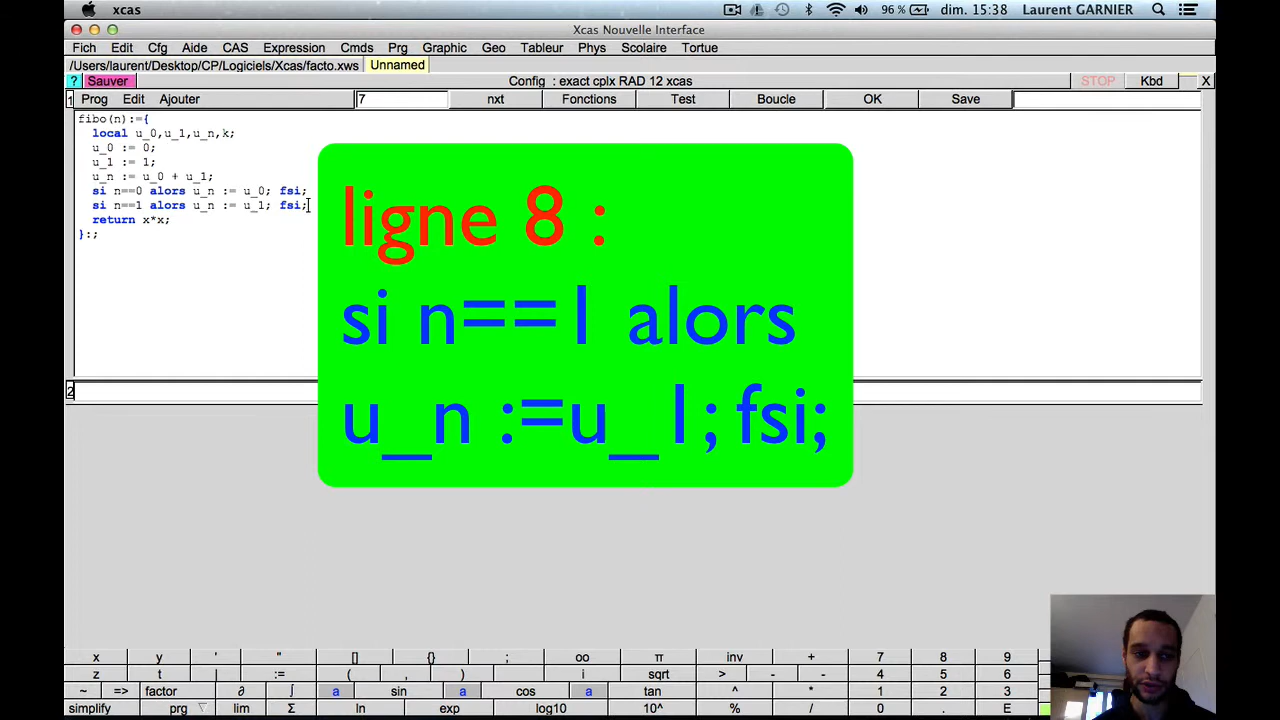 xcas 96 % dim. 15:38 Laurent GARNIER
Xcas Nouvelle Interface
Fich Edit Cfg Aide CAS Expression Cmds Prg Graphic Geo Tableur Phys Scolaire Tortue
/Users/laurent/Desktop/CP/Logiciels/Xcas/facto.xws Unnamed
? Sauver Config : exact cplx RAD 12 xcas STOP Kbd X
1 Prog Edit Ajouter 7 nxt Fonctions Test Boucle OK Save
fibo(n):={
local u_0,u_1,u_n,k;
u_0 := 0;
u_1 := 1;
u_n := u_0 + u_1;
si n==0 alors u_n := u_0; fsi;
si n==1 alors u_n := u_1; fsi;
return x*x;
}:;
ligne 8 :
si n==1 alors
u_n :=u_1; fsi;
2
x y ' " [] {} ; oo π inv + 7 8 9
z t | := ( , ) i sqrt > - - 4 5 6
~ => factor ∂ ∫ a sin a cos a tan ^ * 1 2 3
simplify prg lim Σ ln exp log10 10^ % / 0 . E